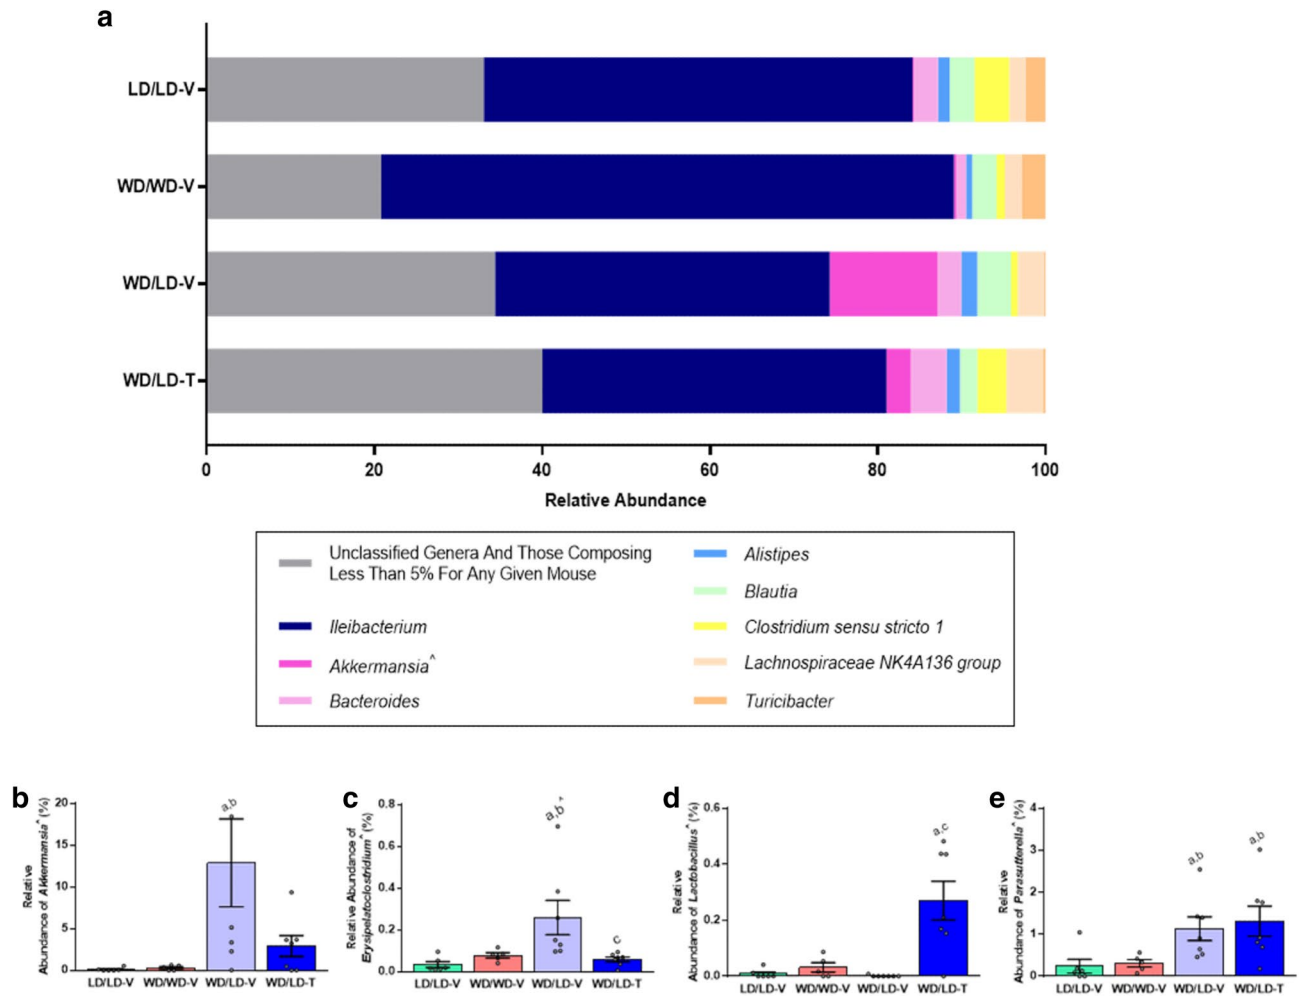 a
LD/LD-V
WD/WD-V
WD/LD-V
WD/LD-T
0 20 40 60 80 100
Relative Abundance
Unclassified Genera And Those Composing
Less Than 5% For Any Given Mouse
Ileibacterium
Akkermansia^
Bacteroides
Alistipes
Blautia
Clostridium sensu stricto 1
Lachnospiraceae NK4A136 group
Turicibacter
b
Relative
Abundance of Akkermansia^ (%)
20
15
10
5
0
a,b
LD/LD-V WD/WD-V WD/LD-V WD/LD-T
c
Relative Abundance of
Erysipelatoclostridium^ (%)
0.8
0.6
0.4
0.2
0.0
a,b^
c
LD/LD-V WD/WD-V WD/LD-V WD/LD-T
d
Relative
Abundance of Lactobacillus^ (%)
0.6
0.4
0.2
0.0
a,c
LD/LD-V WD/WD-V WD/LD-V WD/LD-T
e
Relative
Abundance of Parasutterella^ (%)
4
3
2
1
0
a,b
a,b
LD/LD-V WD/WD-V WD/LD-V WD/LD-T